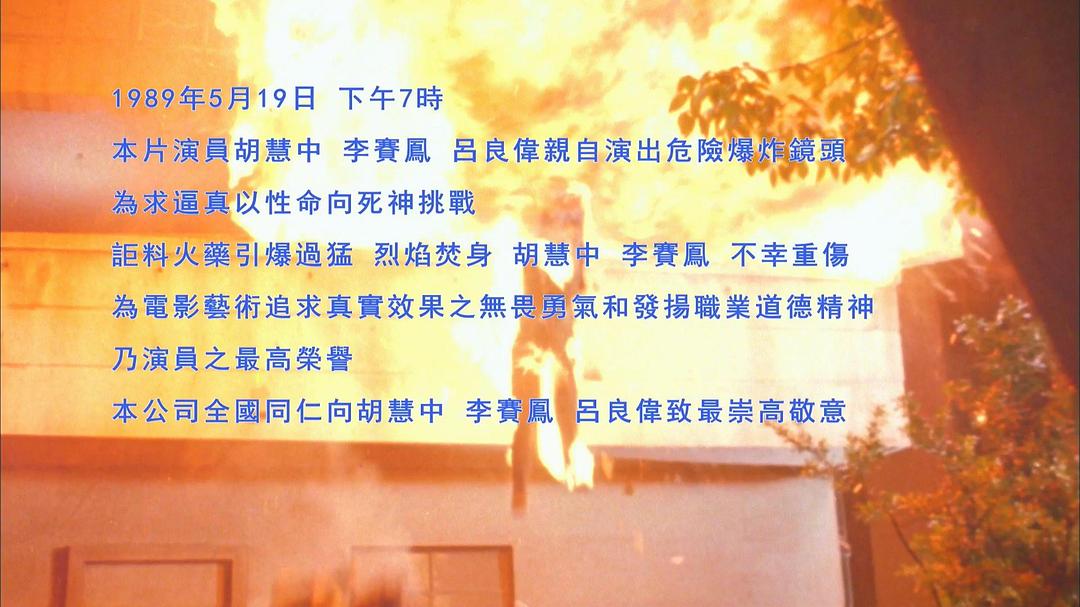 1989年5月19日 下午7時
本片演員胡慧中 李賽鳳 呂良偉親自演出危險爆炸鏡頭
為求逼真以性命向死神挑戰
詎料火藥引爆過猛 烈焰焚身 胡慧中 李賽鳳 不幸重傷
為電影藝術追求真實效果之無畏勇氣和發揚職業道德精神
乃演員之最高榮譽
本公司全國同仁向胡慧中 李賽鳳 呂良偉致最崇高敬意